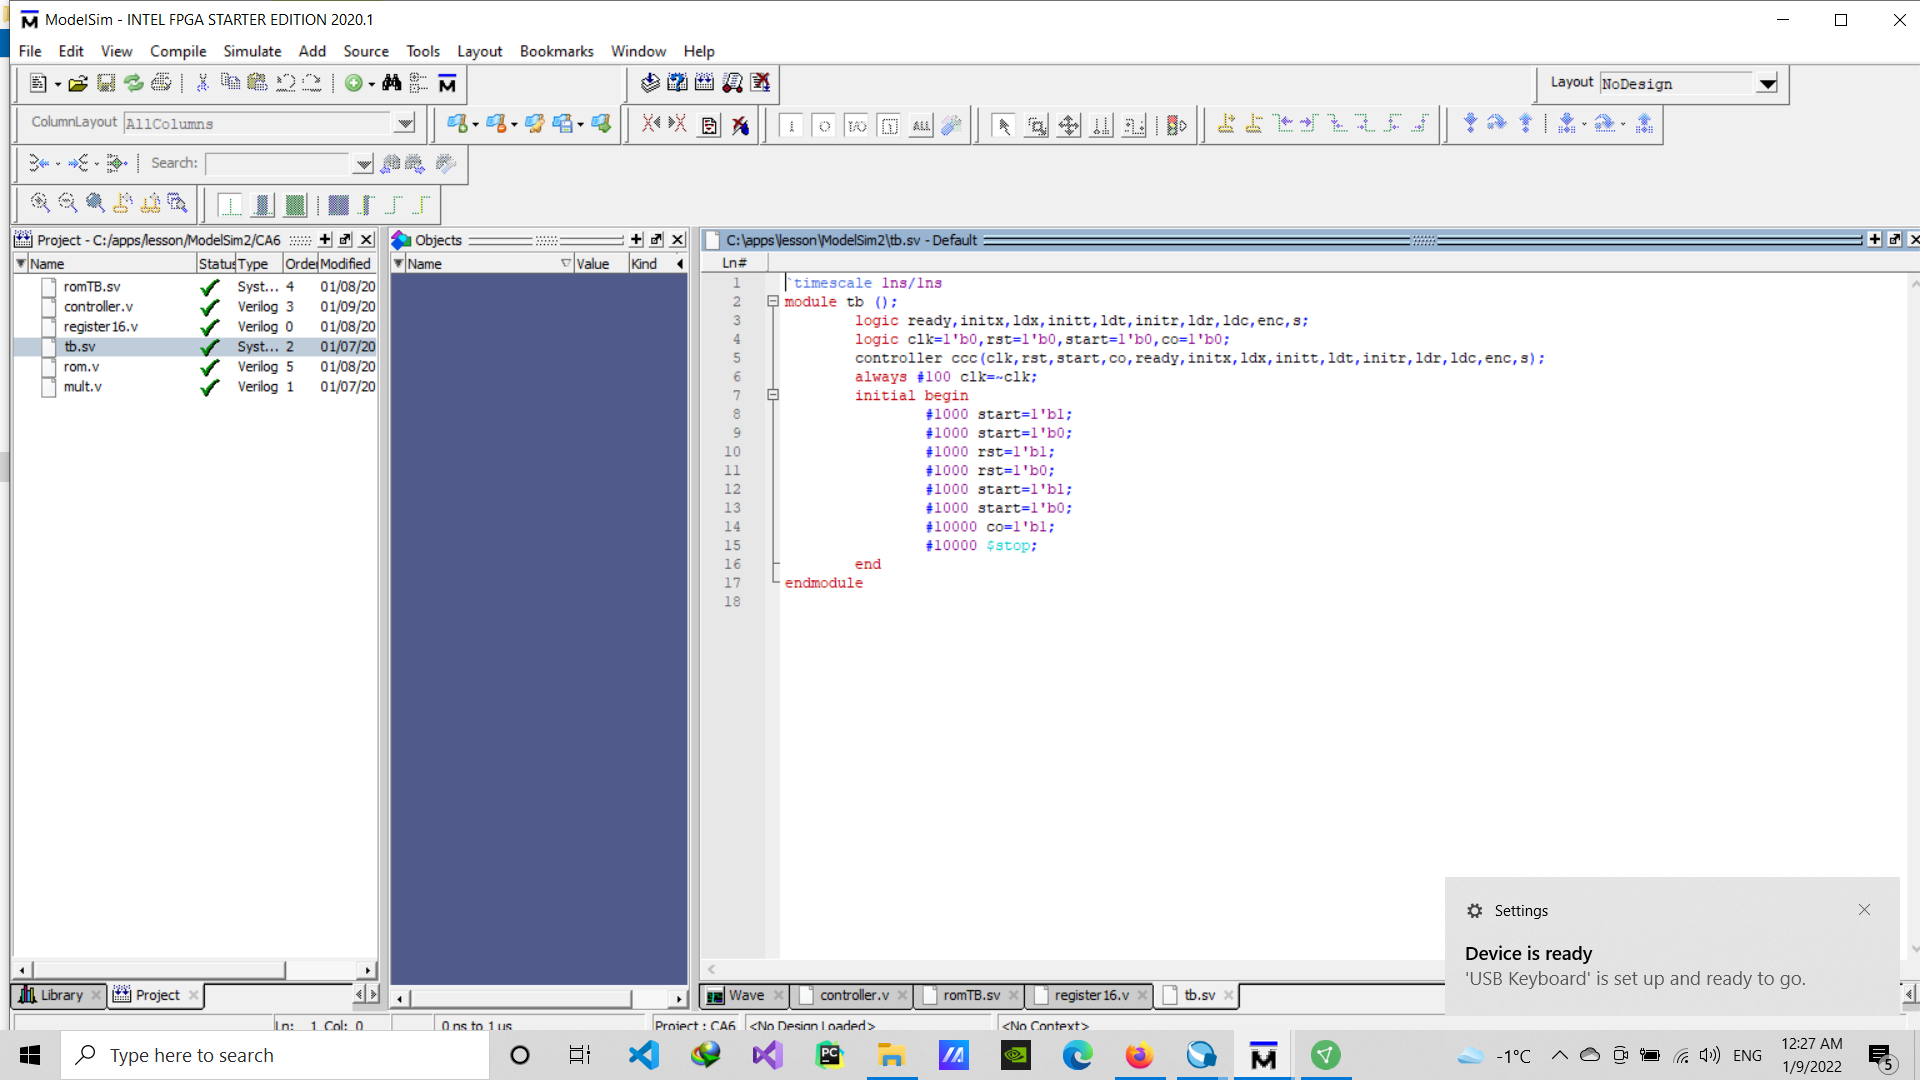 ModelSim - INTEL FPGA STARTER EDITION 2020.1
File Edit View Compile Simulate Add Source Tools Layout Bookmarks Window Help
Layout NoDesign
ColumnLayout AllColumns
Search:
Project - C:/apps/lesson/ModelSim2/CA6
Name Status Type Order Modified
romTB.sv Syst... 4 01/08/20
controller.v Verilog 3 01/09/20
register16.v Verilog 0 01/08/20
tb.sv Syst... 2 01/07/20
rom.v Verilog 5 01/08/20
mult.v Verilog 1 01/07/20
Library Project
Objects
Name Value Kind
C:\apps\lesson\ModelSim2\tb.sv - Default
Ln#
1 `timescale 1ns/1ns
2 module tb ();
3 logic ready,initx,ldx,initt,ldt,initr,ldr,ldc,enc,s;
4 logic clk=1'b0,rst=1'b0,start=1'b0,co=1'b0;
5 controller ccc(clk,rst,start,co,ready,initx,ldx,initt,ldt,initr,ldr,ldc,enc,s);
6 always #100 clk=~clk;
7 initial begin
8 #1000 start=1'b1;
9 #1000 start=1'b0;
10 #1000 rst=1'b1;
11 #1000 rst=1'b0;
12 #1000 start=1'b1;
13 #1000 start=1'b0;
14 #10000 co=1'b1;
15 #10000 $stop;
16 end
17 endmodule
18
Wave controller.v romTB.sv register16.v tb.sv
Settings
Device is ready
'USB Keyboard' is set up and ready to go.
Ln: 1 Col: 0 0 ns to 1 us Project : CA6 <No Design Loaded> <No Context>
Type here to search
-1°C ENG
12:27 AM
1/9/2022
5